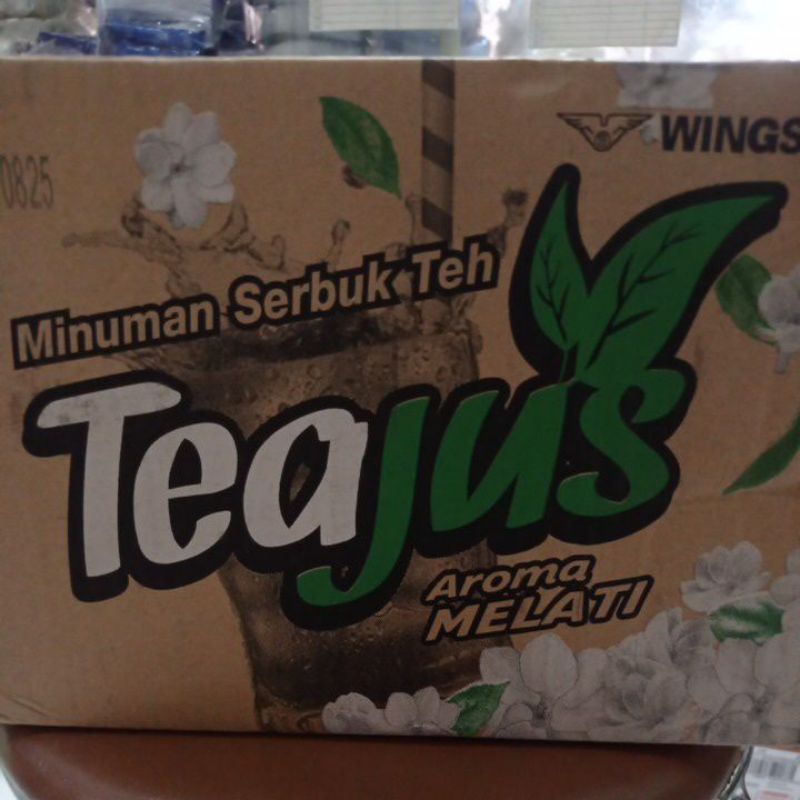 WINGS
0825
Minuman Serbuk Teh
Teajus
Aroma
MELATI